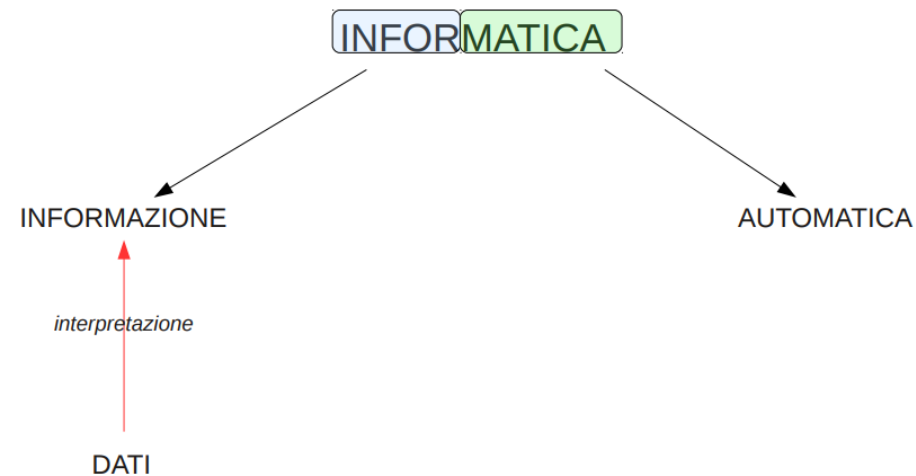 INFORMATICA
INFORMAZIONE
AUTOMATICA
interpretazione
DATI